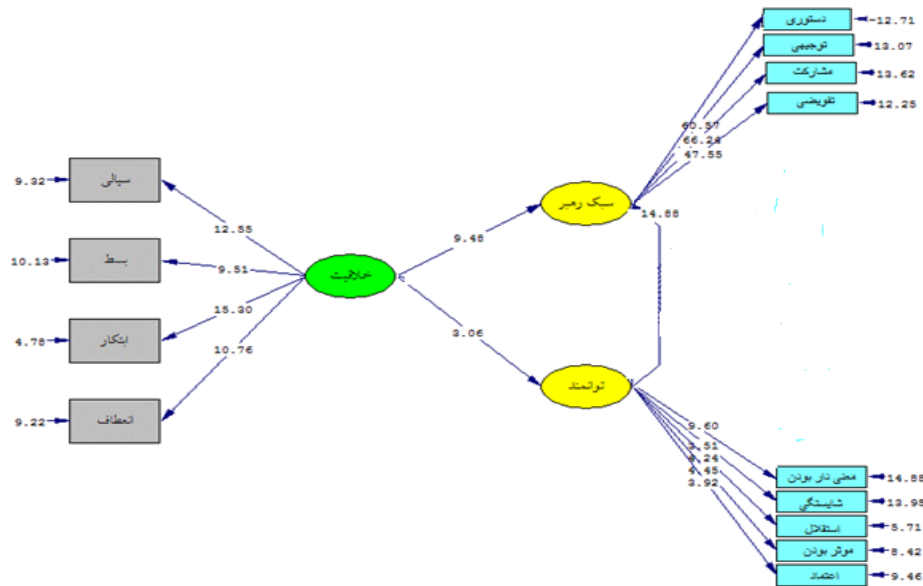 دستوری
-12.71
توجیهی
13.07
مشارکت
13.62
تفویضی
12.25
60.57
66.24
47.55
سیالی
9.32
بسط
10.13
ابتکار
4.78
انعطاف
9.22
12.55
9.51
15.30
10.76
خلاقیت
9.48
3.06
سبک رهبر
14.88
توانمند
9.60
3.51
4.24
4.45
3.92
معنی دار بودن
14.88
شایستگی
13.98
استقلال
5.71
موثر بودن
8.42
اعتماد
9.46